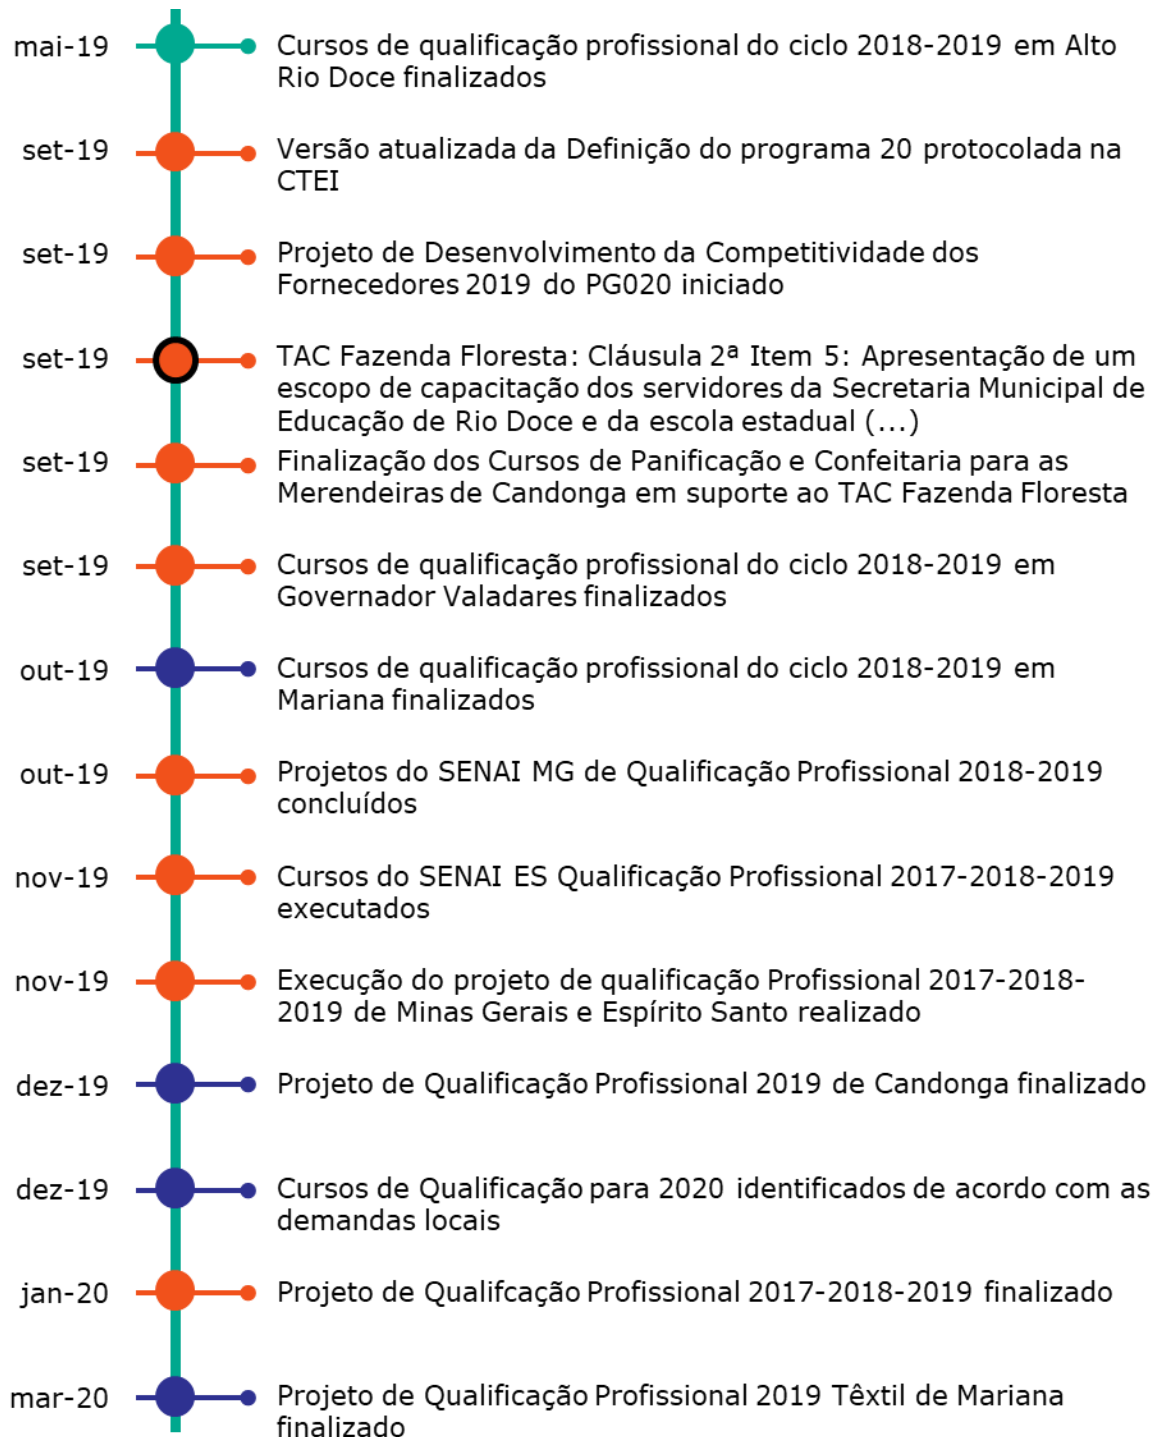 mai-19
Cursos de qualificação profissional do ciclo 2018-2019 em Alto
Rio Doce finalizados
set-19
Versão atualizada da Definição do programa 20 protocolada na
CTEI
set-19
Projeto de Desenvolvimento da Competitividade dos
Fornecedores 2019 do PG020 iniciado
set-19
TAC Fazenda Floresta: Cláusula 2ª Item 5: Apresentação de um
escopo de capacitação dos servidores da Secretaria Municipal de
Educação de Rio Doce e da escola estadual (...)
set-19
Finalização dos Cursos de Panificação e Confeitaria para as
Merendeiras de Candonga em suporte ao TAC Fazenda Floresta
set-19
Cursos de qualificação profissional do ciclo 2018-2019 em
Governador Valadares finalizados
out-19
Cursos de qualificação profissional do ciclo 2018-2019 em
Mariana finalizados
out-19
Projetos do SENAI MG de Qualificação Profissional 2018-2019
concluídos
nov-19
Cursos do SENAI ES Qualificação Profissional 2017-2018-2019
executados
nov-19
Execução do projeto de qualificação Profissional 2017-2018-
2019 de Minas Gerais e Espírito Santo realizado
dez-19
Projeto de Qualificação Profissional 2019 de Candonga finalizado
dez-19
Cursos de Qualificação para 2020 identificados de acordo com as
demandas locais
jan-20
Projeto de Qualifcação Profissional 2017-2018-2019 finalizado
mar-20
Projeto de Qualificação Profissional 2019 Têxtil de Mariana
finalizado